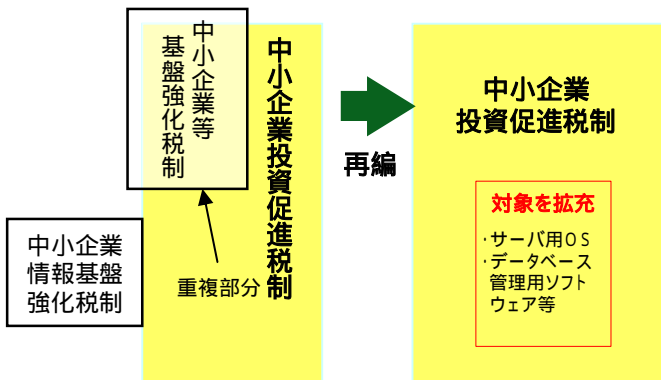 中小企業等
基盤強化税制
中小企業投資促進税制
中小企業
情報基盤
強化税制
重複部分
再編
中小企業
投資促進税制
対象を拡充
・サーバ用OS
・データベース
管理用ソフト
ウェア等